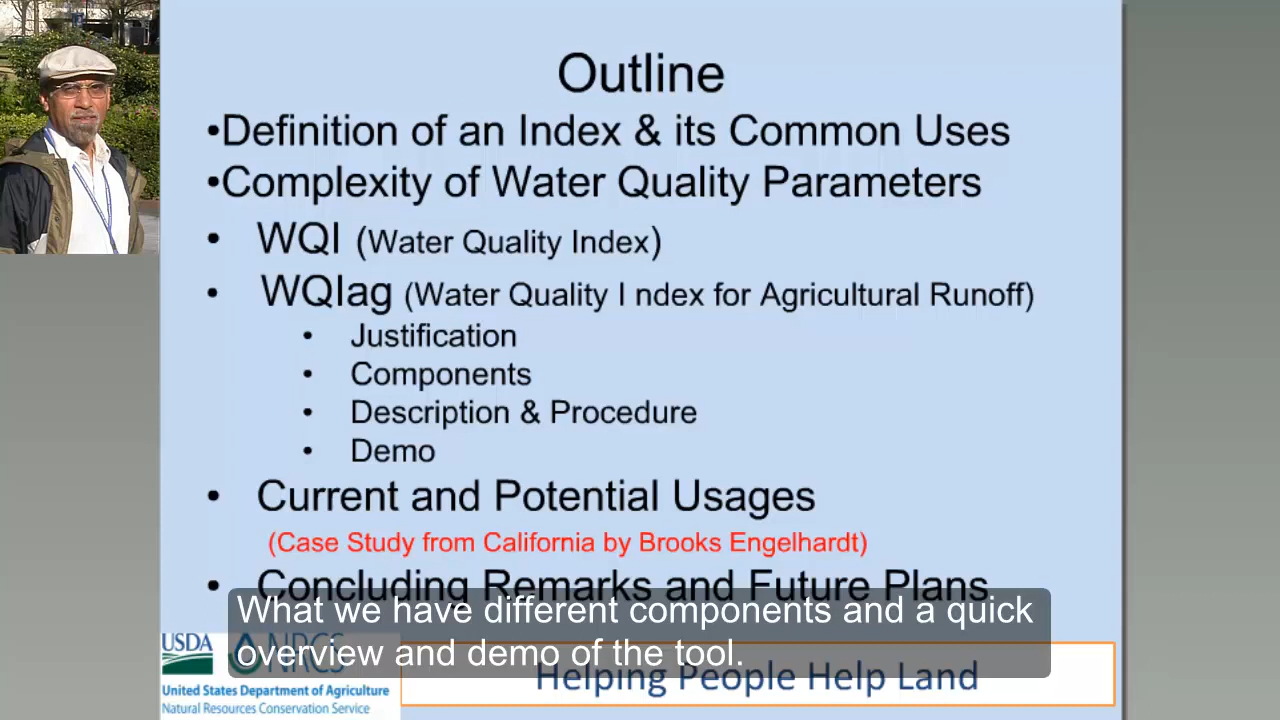 Outline
•Definition of an Index & its Common Uses
•Complexity of Water Quality Parameters
• WQI (Water Quality Index)
• WQIag (Water Quality I ndex for Agricultural Runoff)
• Justification
• Components
• Description & Procedure
• Demo
• Current and Potential Usages
(Case Study from California by Brooks Engelhardt)
• Concluding Remarks and Future Plans
What we have different components and a quick
overview and demo of the tool.
USDA NRCS
United States Department of Agriculture
Natural Resources Conservation Service
Helping People Help Land